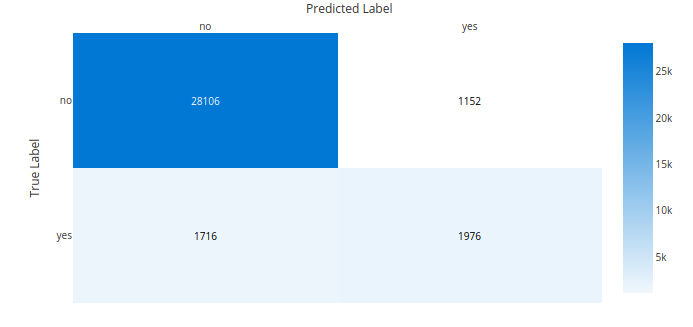 Predicted Label
no yes
no 28106 1152
yes 1716 1976
True Label
25k
20k
15k
10k
5k